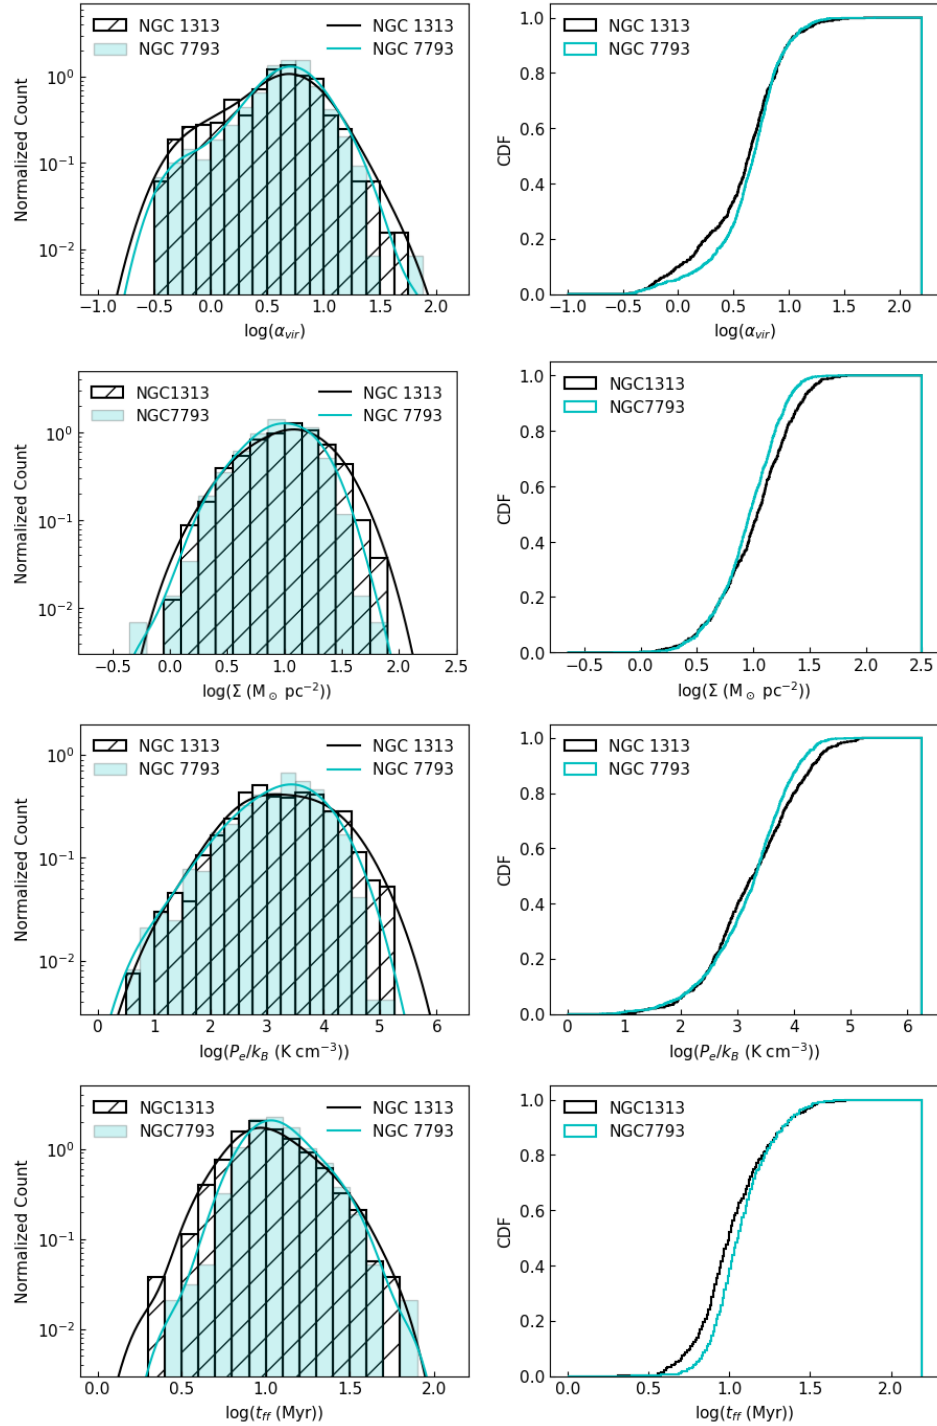 NGC 1313 NGC 1313
NGC 7793 NGC 7793
Normalized Count
10⁰
10⁻¹
10⁻²
-1.0 -0.5 0.0 0.5 1.0 1.5 2.0
log(α_vir)
NGC 1313
NGC 7793
CDF
1.0
0.8
0.6
0.4
0.2
0.0
-1.0 -0.5 0.0 0.5 1.0 1.5 2.0
log(α_vir)
NGC1313 NGC 1313
NGC7793 NGC 7793
Normalized Count
10⁰
10⁻¹
10⁻²
-0.5 0.0 0.5 1.0 1.5 2.0 2.5
log(Σ (M⊙ pc⁻²))
NGC1313
NGC7793
CDF
1.0
0.8
0.6
0.4
0.2
0.0
-0.5 0.0 0.5 1.0 1.5 2.0 2.5
log(Σ (M⊙ pc⁻²))
NGC 1313 NGC 1313
NGC 7793 NGC 7793
Normalized Count
10⁰
10⁻¹
10⁻²
0 1 2 3 4 5 6
log(P_e/k_B (K cm⁻³))
NGC 1313
NGC 7793
CDF
1.0
0.8
0.6
0.4
0.2
0.0
0 1 2 3 4 5 6
log(P_e/k_B (K cm⁻³))
NGC1313 NGC 1313
NGC7793 NGC 7793
Normalized Count
10⁰
10⁻¹
10⁻²
0.0 0.5 1.0 1.5 2.0
log(t_ff (Myr))
NGC1313
NGC7793
CDF
1.0
0.8
0.6
0.4
0.2
0.0
0.0 0.5 1.0 1.5 2.0
log(t_ff (Myr))